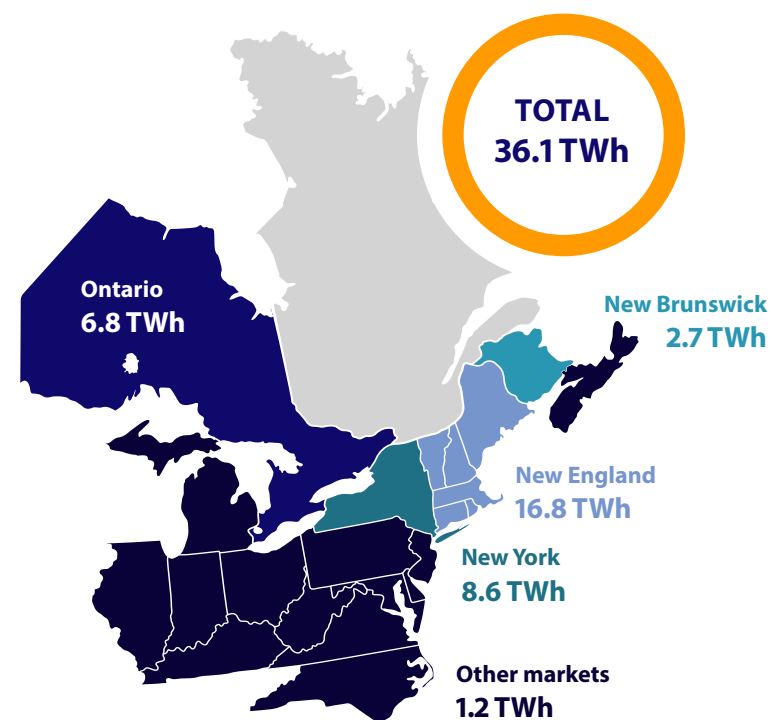 TOTAL
36.1 TWh
Ontario
6.8 TWh
New Brunswick
2.7 TWh
New England
16.8 TWh
New York
8.6 TWh
Other markets
1.2 TWh